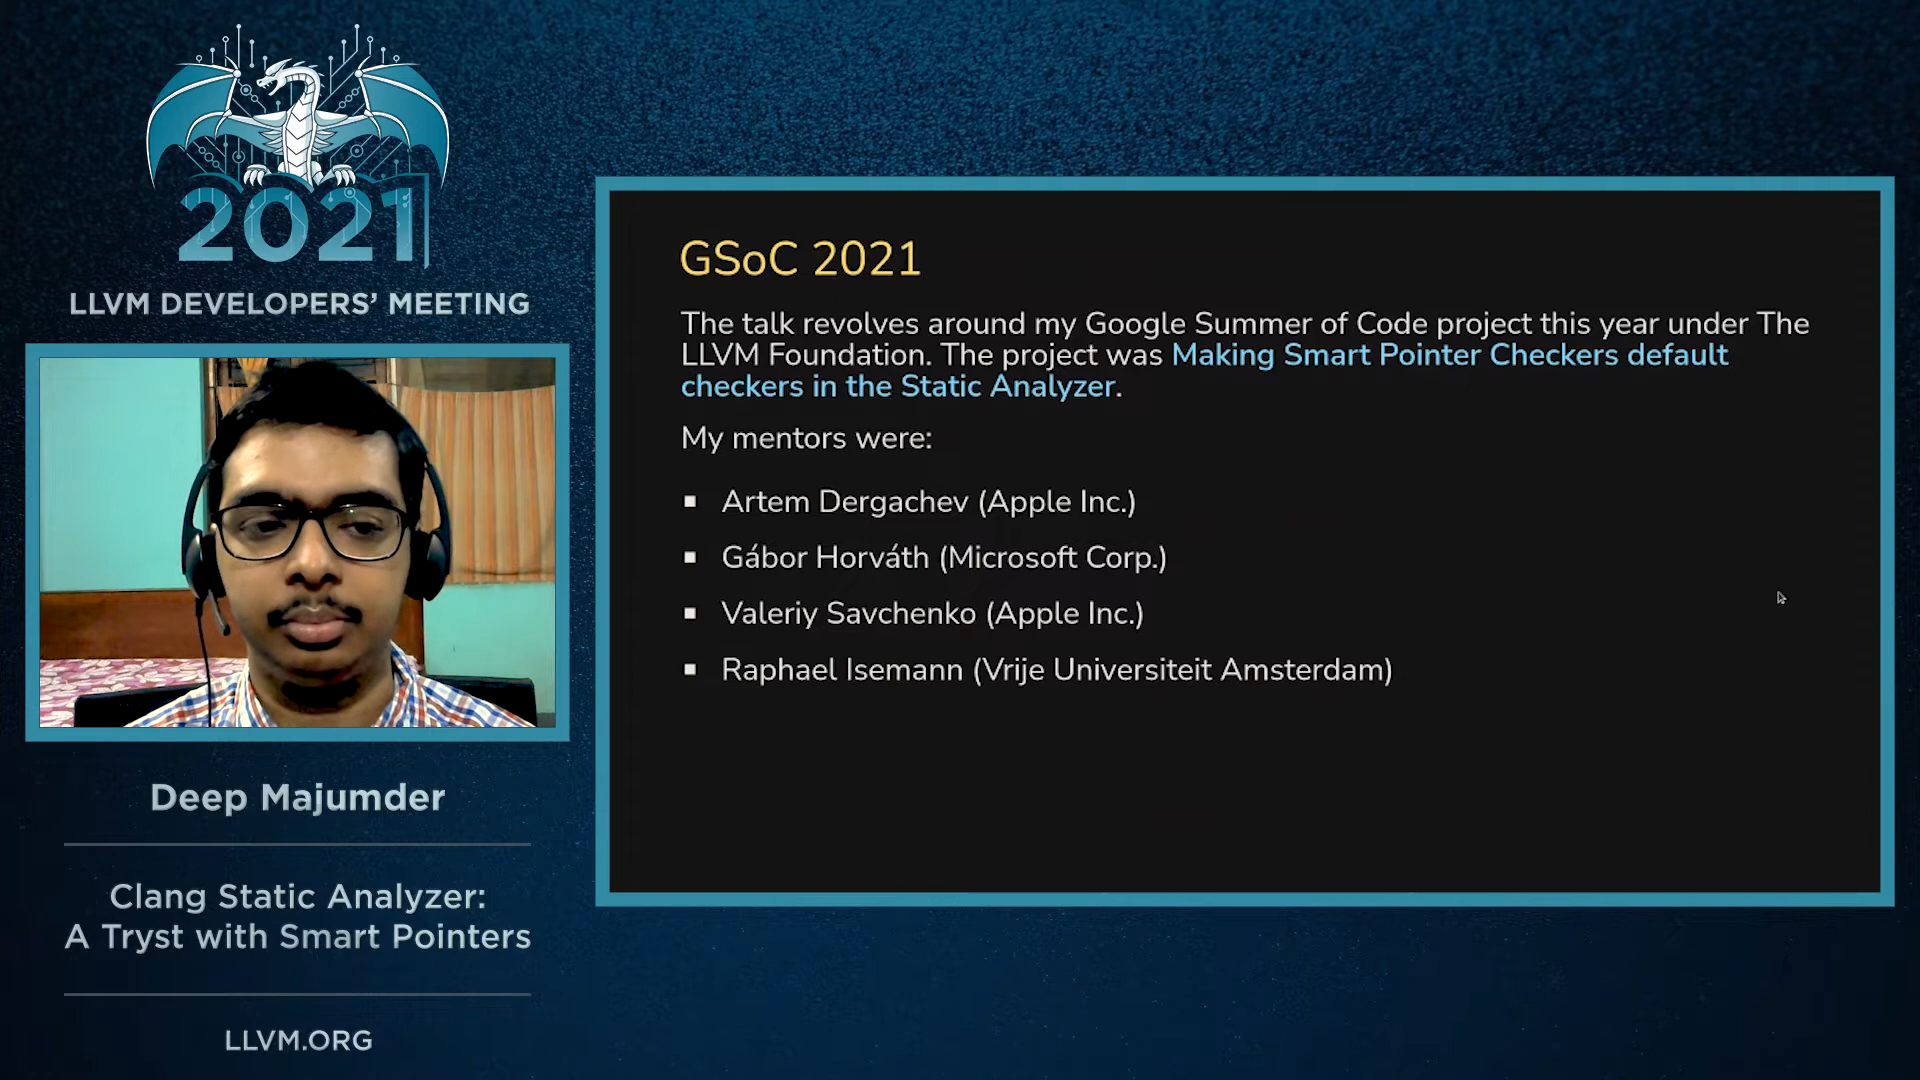 2021
LLVM DEVELOPERS’ MEETING
Deep Majumder
Clang Static Analyzer:
A Tryst with Smart Pointers
LLVM.ORG
GSoC 2021
The talk revolves around my Google Summer of Code project this year under The
LLVM Foundation. The project was Making Smart Pointer Checkers default
checkers in the Static Analyzer.
My mentors were:
▪ Artem Dergachev (Apple Inc.)
▪ Gábor Horváth (Microsoft Corp.)
▪ Valeriy Savchenko (Apple Inc.)
▪ Raphael Isemann (Vrije Universiteit Amsterdam)